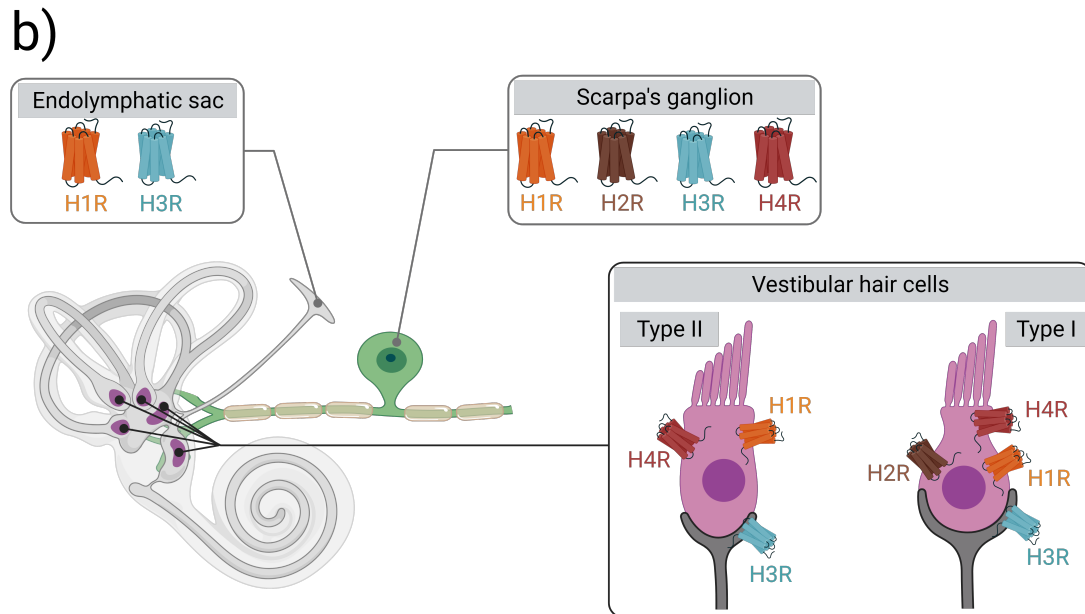 b)
Endolymphatic sac
H1R H3R
Scarpa's ganglion
H1R H2R H3R H4R
Vestibular hair cells
Type II
H4R
H1R
H3R
Type I
H4R
H2R
H1R
H3R